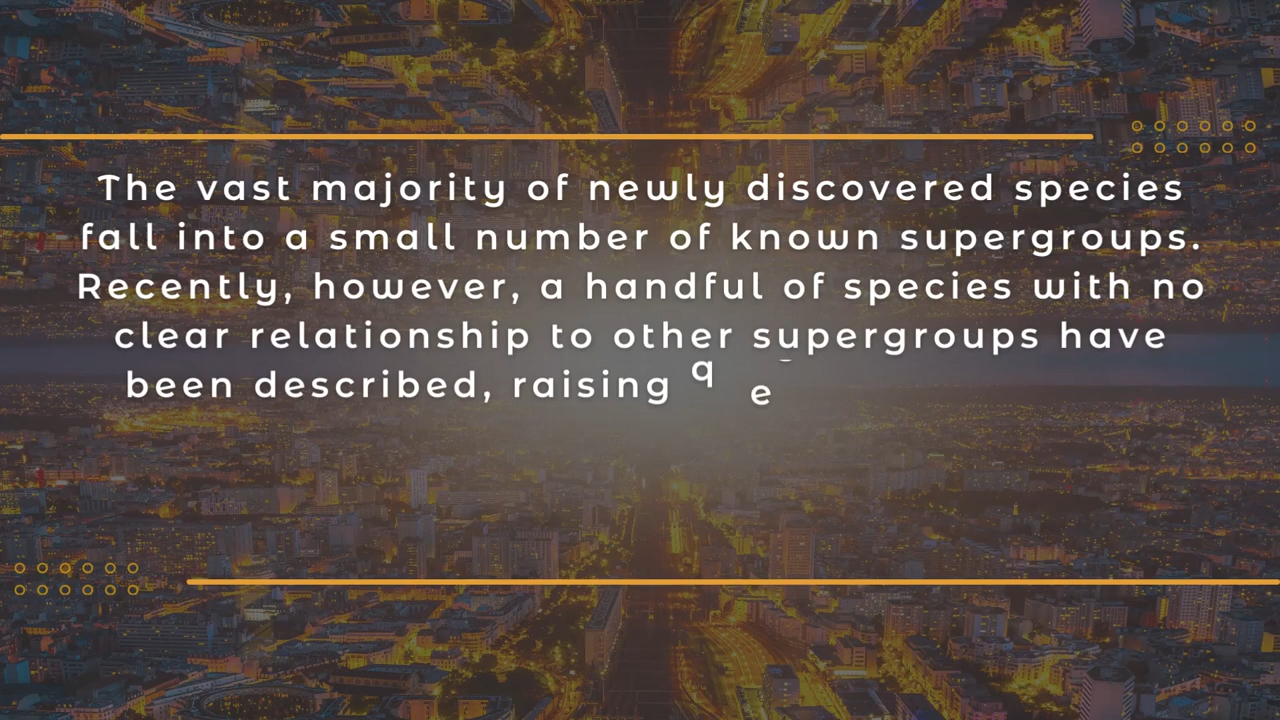 The vast majority of newly discovered species
fall into a small number of known supergroups.
Recently, however, a handful of species with no
clear relationship to other supergroups have
been described, raising